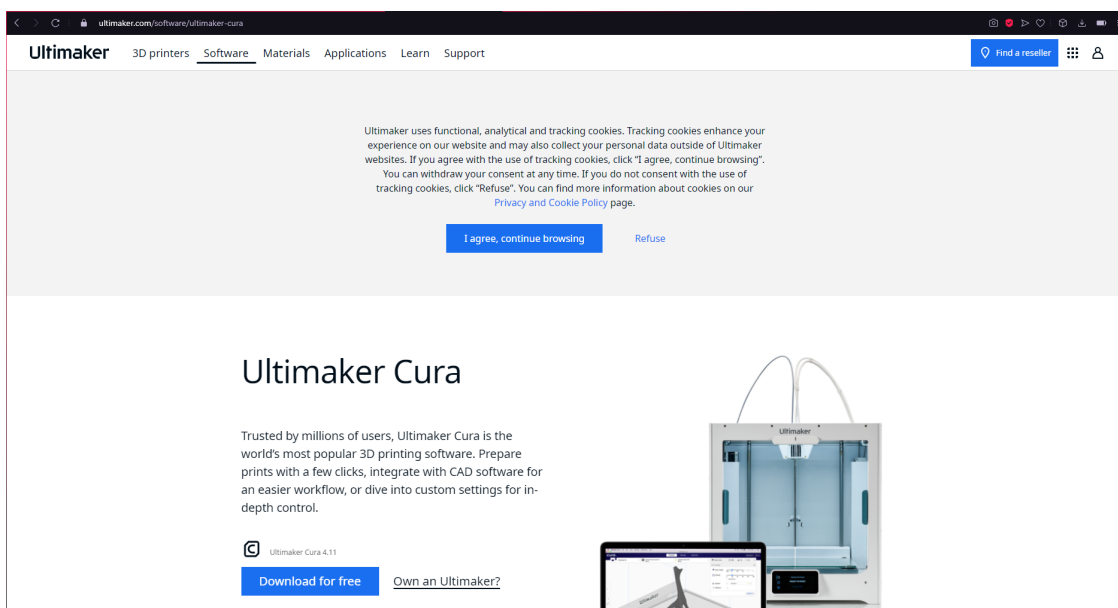 ultimaker.com/software/ultimaker-cura
Ultimaker 3D printers Software Materials Applications Learn Support Find a reseller
Ultimaker uses functional, analytical and tracking cookies. Tracking cookies enhance your
experience on our website and may also collect your personal data outside of Ultimaker
websites. If you agree with the use of tracking cookies, click “I agree, continue browsing”.
You can withdraw your consent at any time. If you do not consent with the use of
tracking cookies, click “Refuse”. You can find more information about cookies on our
Privacy and Cookie Policy page.
I agree, continue browsing Refuse
Ultimaker Cura
Trusted by millions of users, Ultimaker Cura is the
world’s most popular 3D printing software. Prepare
prints with a few clicks, integrate with CAD software for
an easier workflow, or dive into custom settings for in-
depth control.
Ultimaker Cura 4.11
Download for free Own an Ultimaker?
Ultimaker